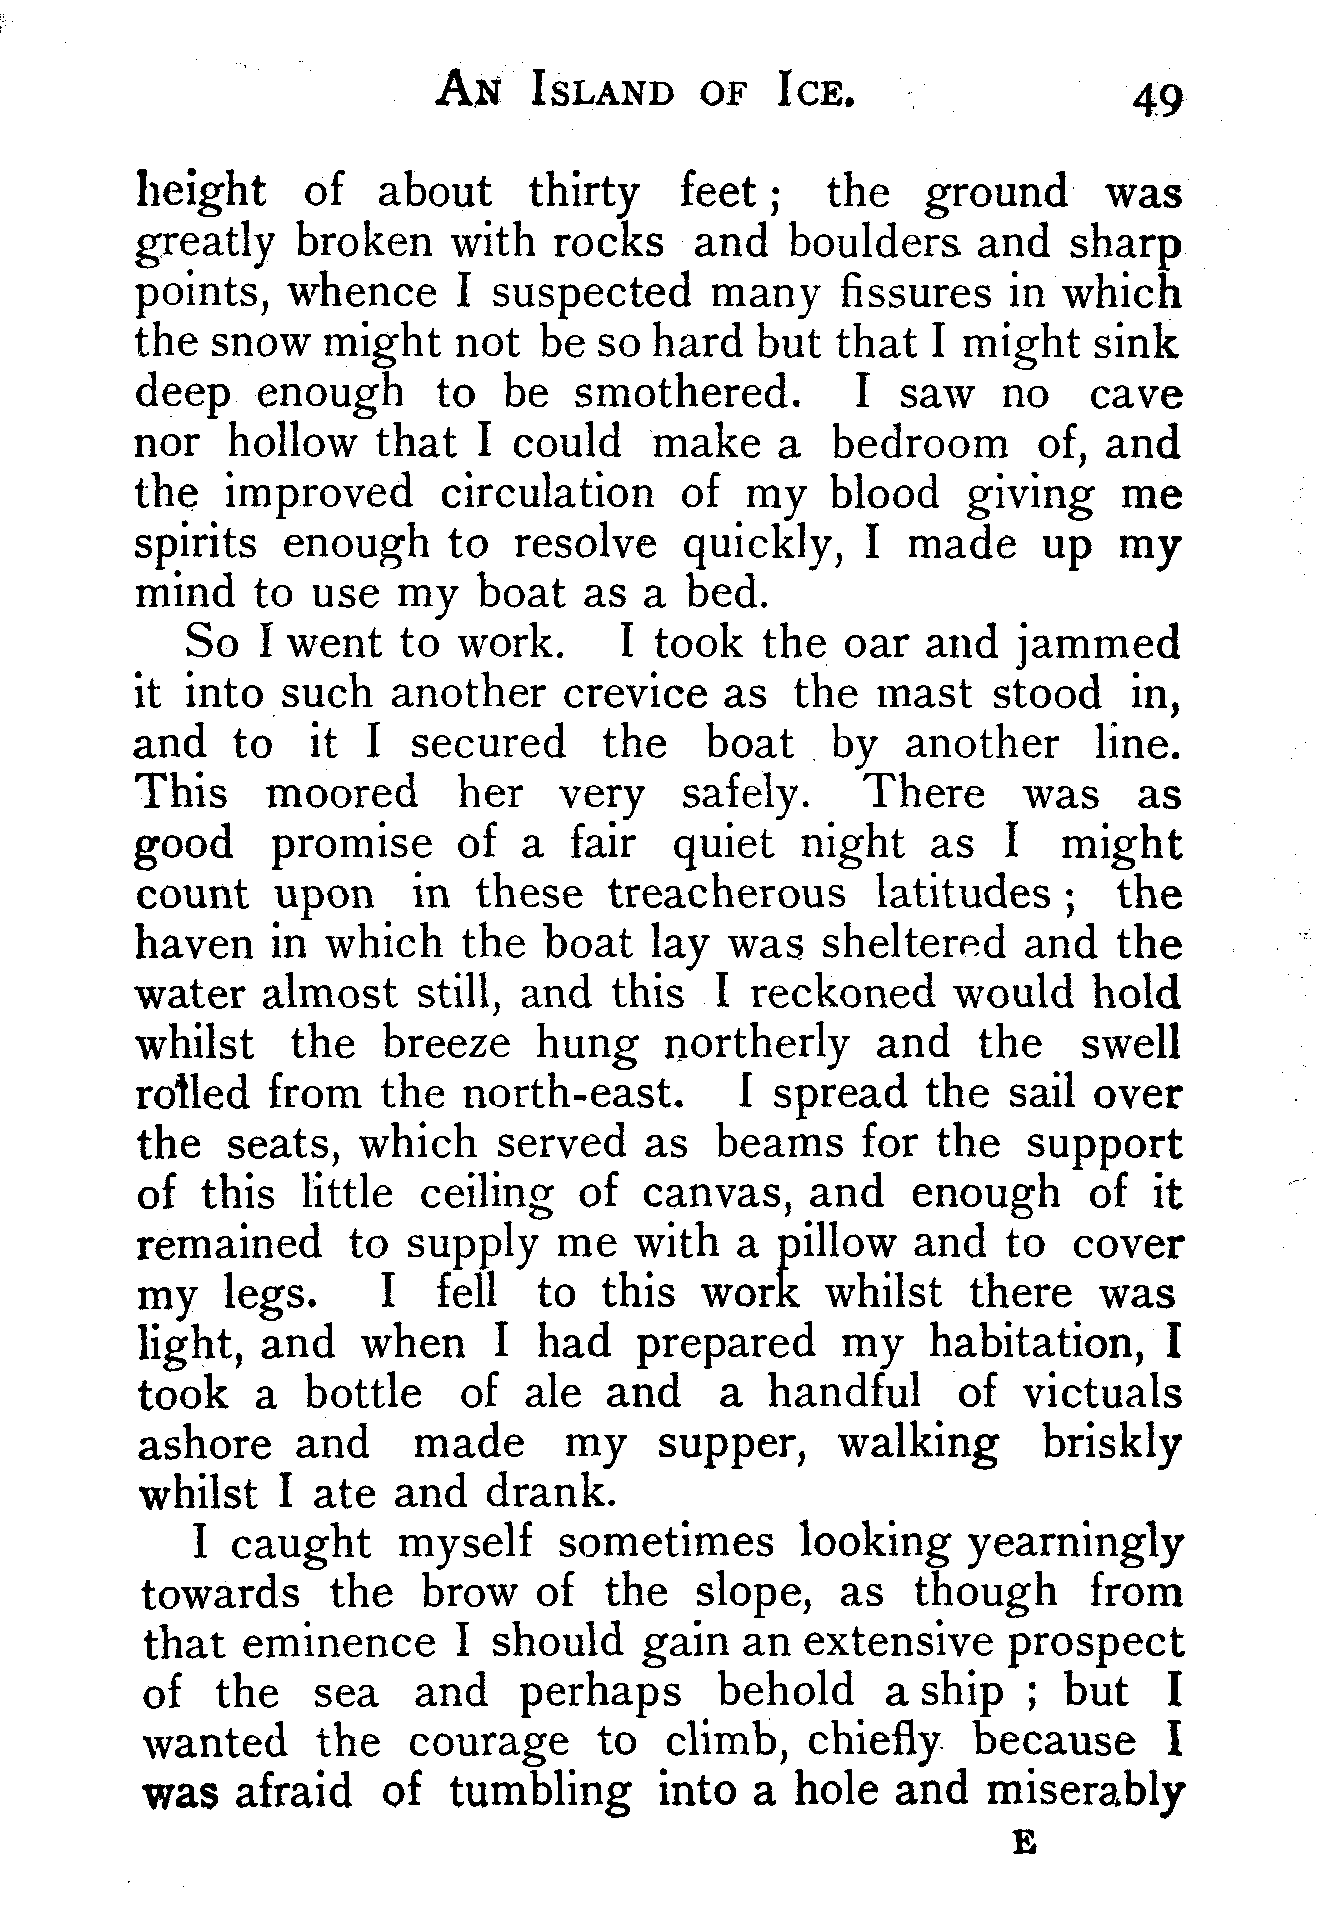 An Island of Ice. 49
height of about thirty feet ; the ground was
greatly broken with rocks and boulders and sharp
points, whence I suspected many fissures in which
the snow might not be so hard but that I might sink
deep enough to be smothered. I saw no cave
nor hollow that I could make a bedroom of, and
the improved circulation of my blood giving me
spirits enough to resolve quickly, I made up my
mind to use my boat as a bed.
So I went to work. I took the oar and jammed
it into such another crevice as the mast stood in,
and to it I secured the boat by another line.
This moored her very safely. There was as
good promise of a fair quiet night as I might
count upon in these treacherous latitudes ; the
haven in which the boat lay was sheltered and the
water almost still, and this I reckoned would hold
whilst the breeze hung northerly and the swell
rolled from the north-east. I spread the sail over
the seats, which served as beams for the support
of this little ceiling of canvas, and enough of it
remained to supply me with a pillow and to cover
my legs. I fell to this work whilst there was
light, and when I had prepared my habitation, I
took a bottle of ale and a handful of victuals
ashore and made my supper, walking briskly
whilst I ate and drank.
I caught myself sometimes looking yearningly
towards the brow of the slope, as though from
that eminence I should gain an extensive prospect
of the sea and perhaps behold a ship ; but I
wanted the courage to climb, chiefly because I
was afraid of tumbling into a hole and miserably
E